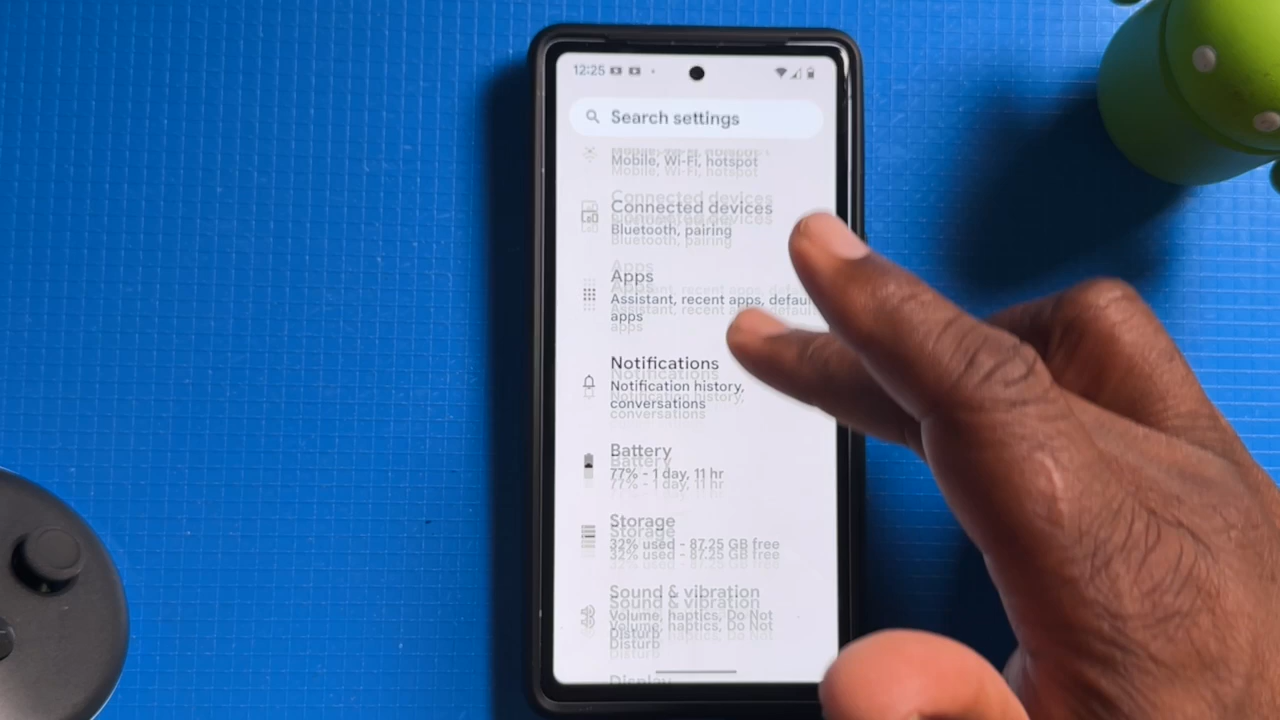 12:25
Search settings
Mobile, Wi-Fi, hotspot
Connected devices
Bluetooth, pairing
Apps
Assistant, recent apps, defaul
apps
Notifications
Notification history,
conversations
Battery
77% - 1 day, 11 hr
Storage
32% used - 87.25 GB free
Sound & vibration
Volume, haptics, Do Not
Disturb
Display